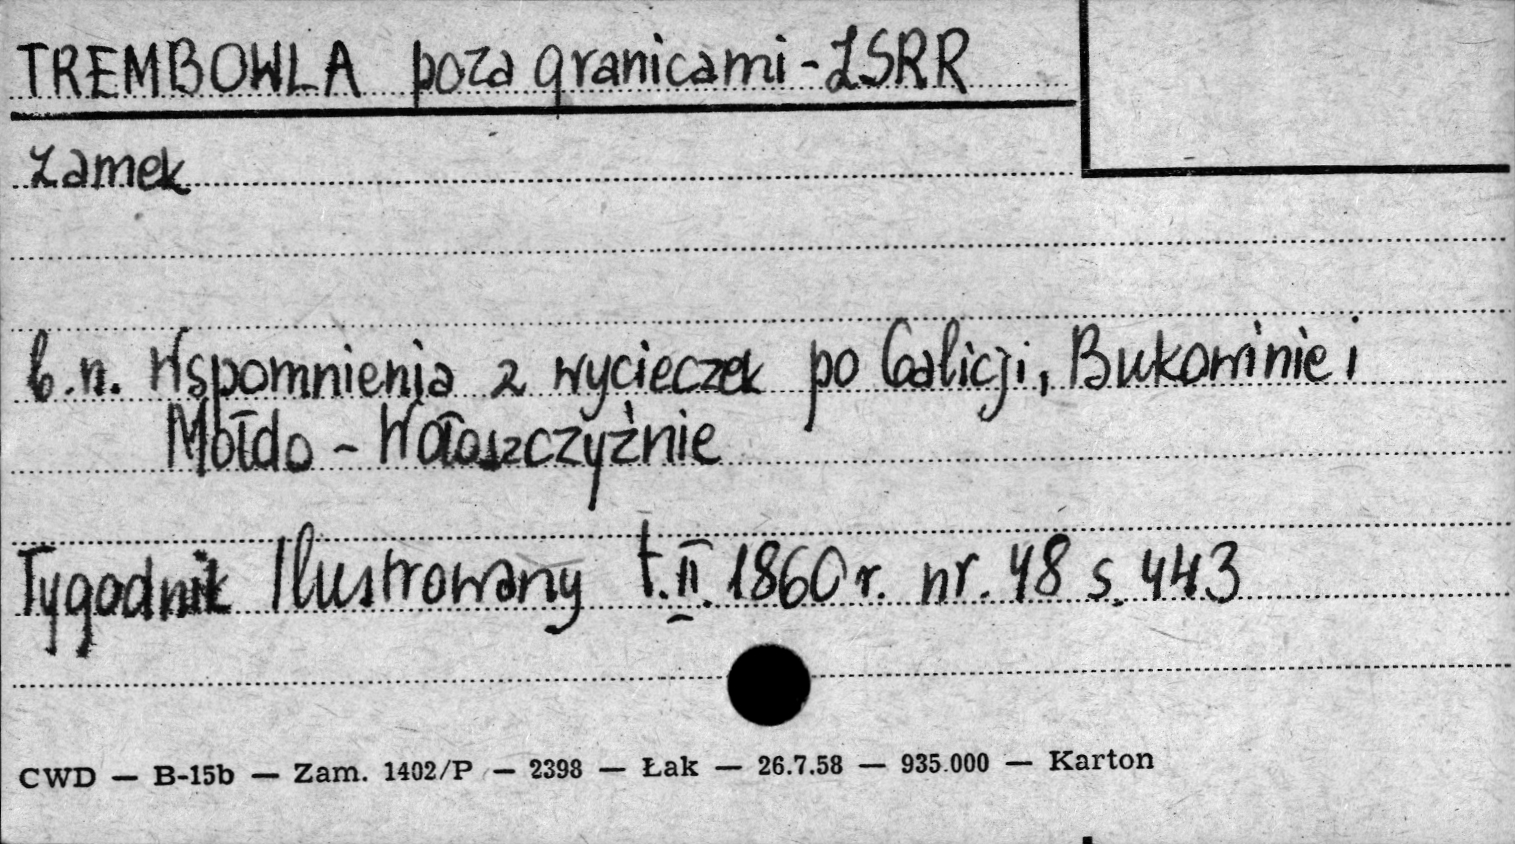 TREMBOWLA poza granicami - ZSRR
Zamek
b.n. Wspomnienia z wycieczek po Galicji, Bukowinie i
Mołdo - Wołoszczyźnie
Tygodnik Ilustrowany t. II. 1860 r. nr. 48 s. 443
CWD — B-15b — Zam. 1402/P — 2398 — Łak — 26.7.58 — 935.000 — Karton